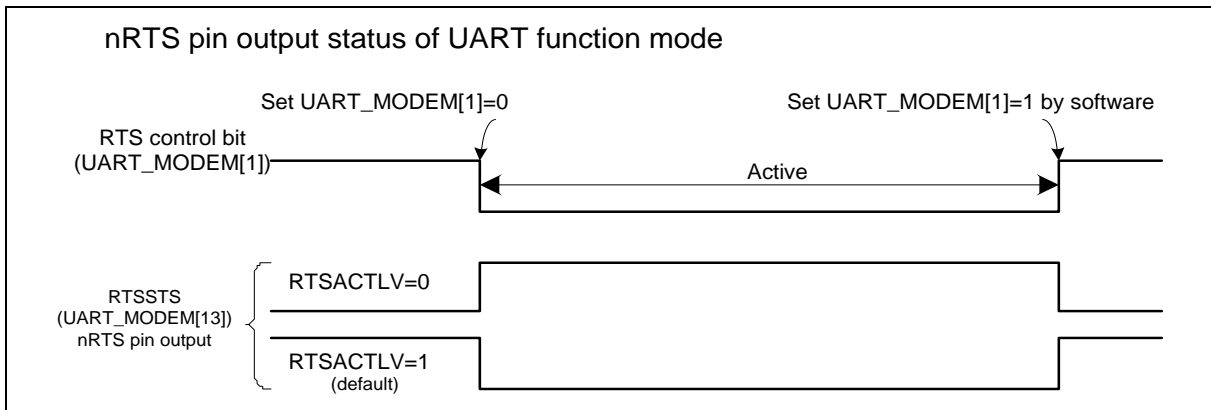 nRTS pin output status of UART function mode
Set UART_MODEM[1]=0
Set UART_MODEM[1]=1 by software
RTS control bit
(UART_MODEM[1])
Active
RTSACTLV=0
RTSSTS
(UART_MODEM[13])
nRTS pin output
RTSACTLV=1
(default)